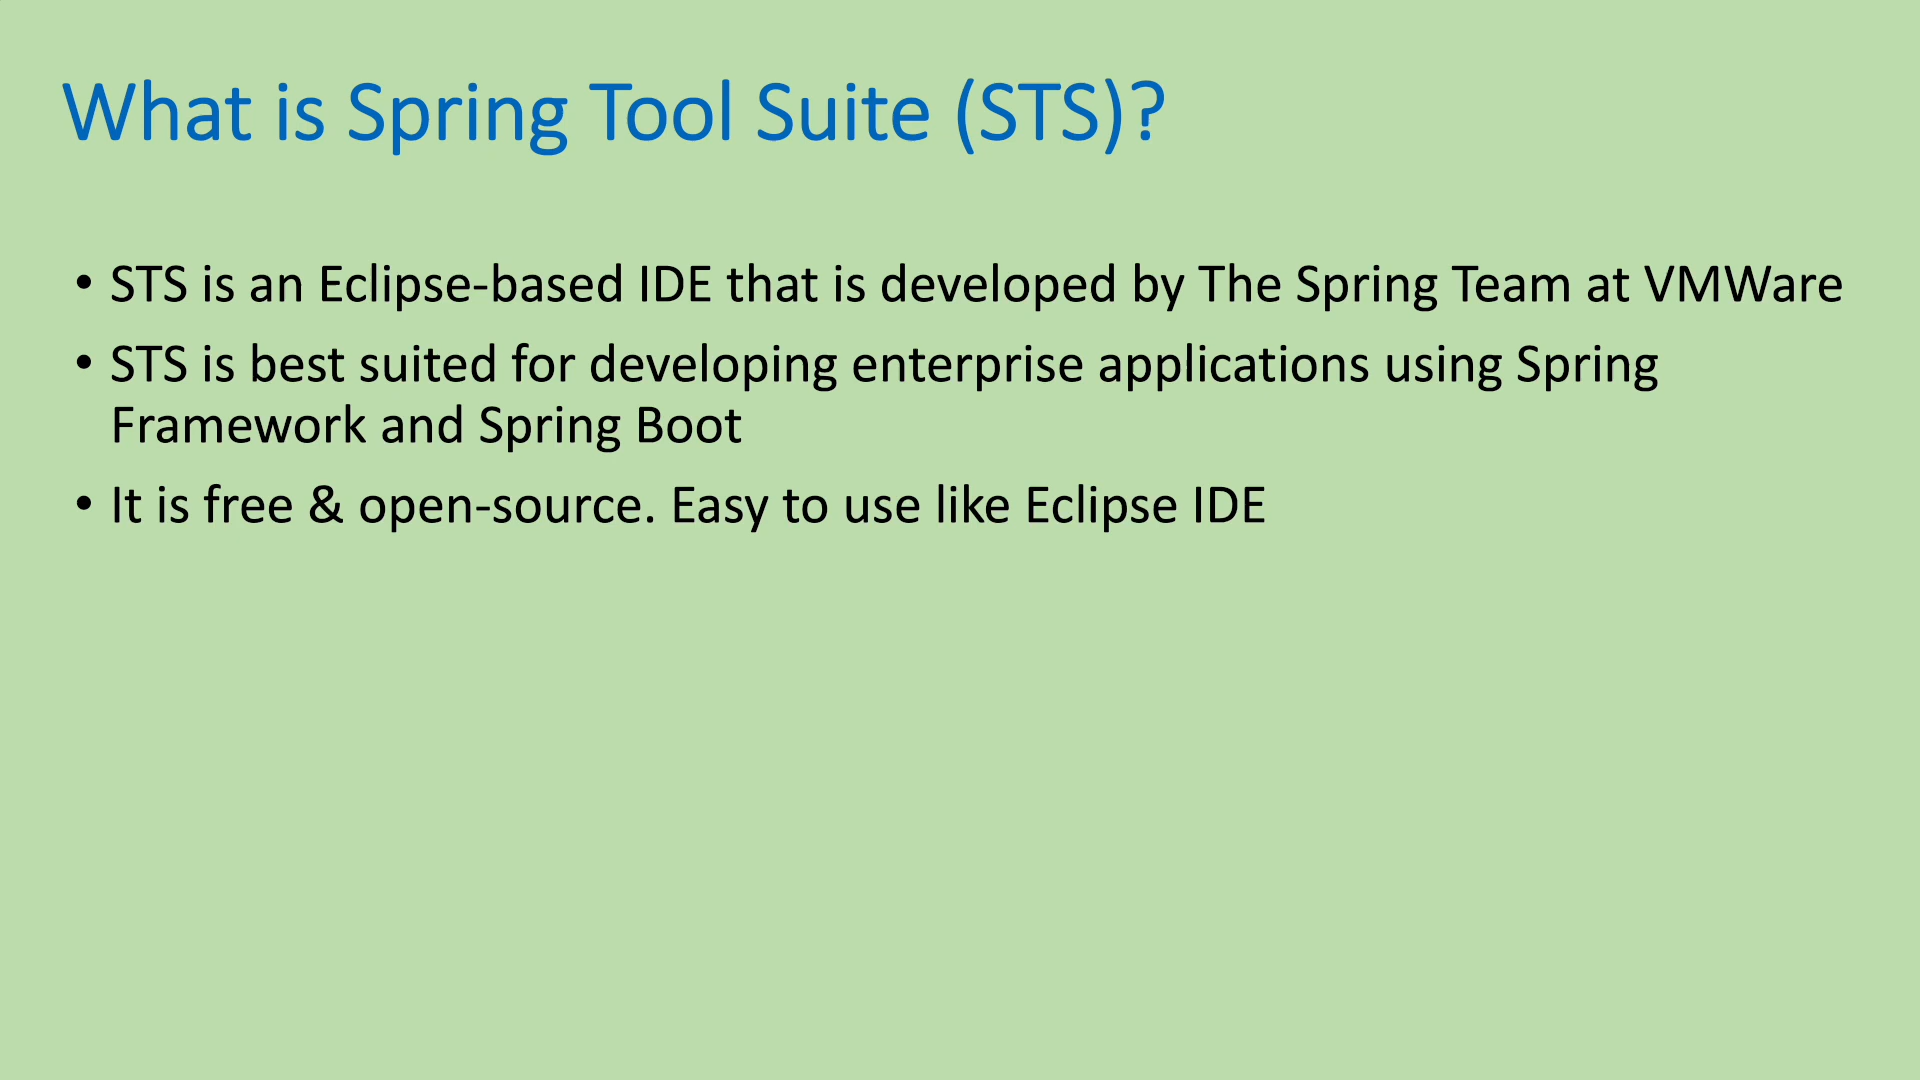 What is Spring Tool Suite (STS)?
• STS is an Eclipse-based IDE that is developed by The Spring Team at VMWare
• STS is best suited for developing enterprise applications using Spring
Framework and Spring Boot
• It is free & open-source. Easy to use like Eclipse IDE